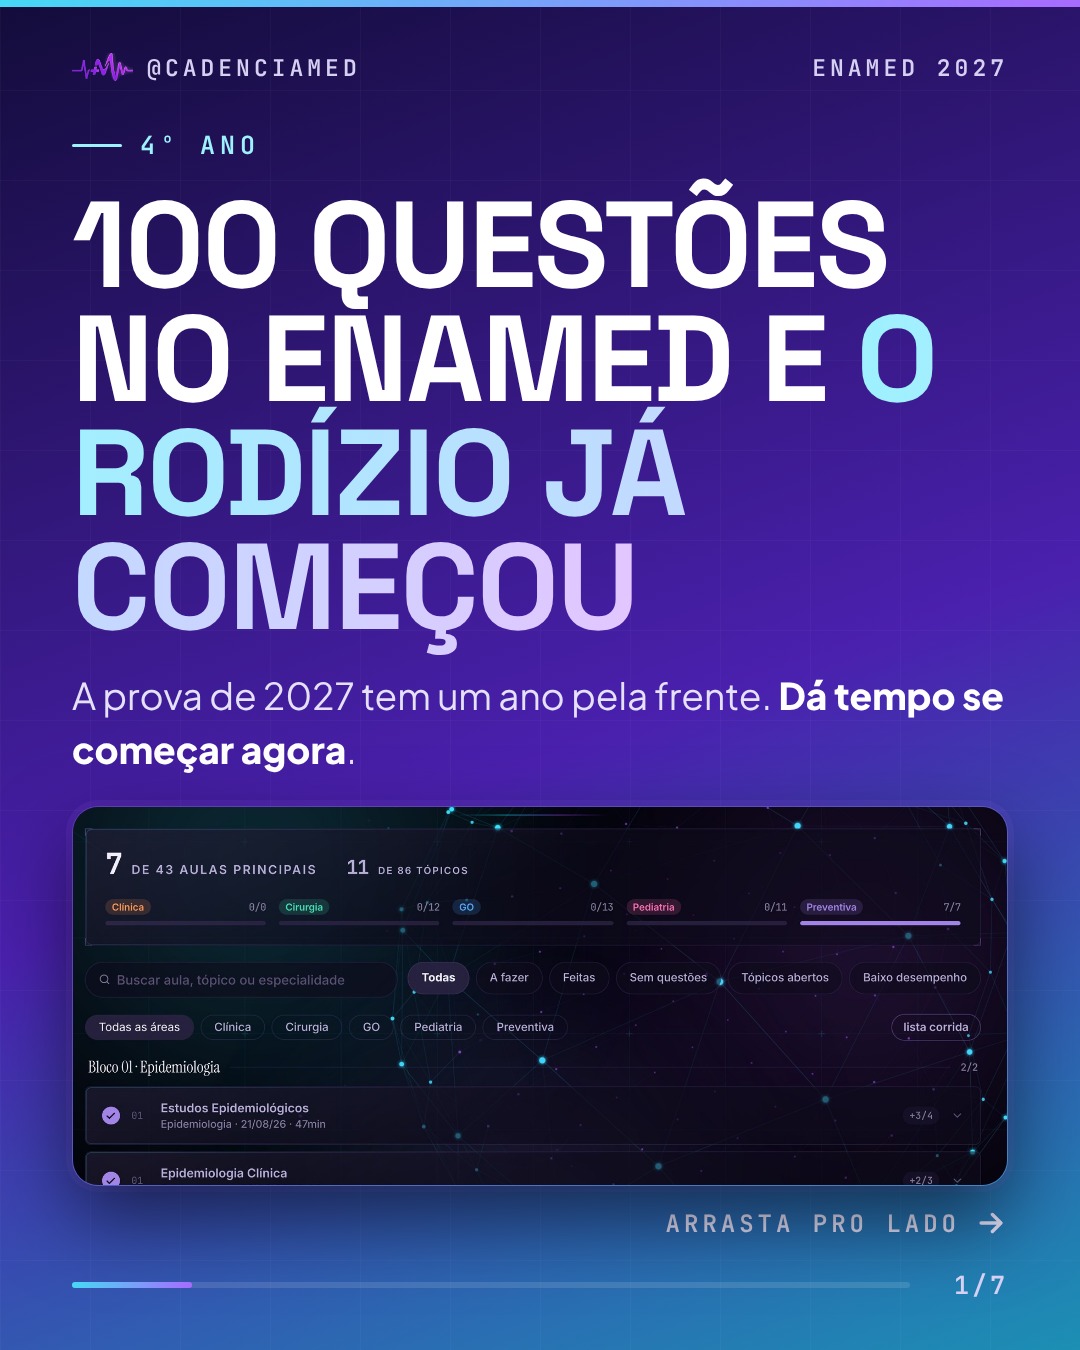 @CADENCIAMED
ENAMED 2027
4º ANO
100 QUESTÕES
NO ENAMED E O
RODÍZIO JÁ
COMEÇOU
A prova de 2027 tem um ano pela frente. Dá tempo se
começar agora.
7 DE 43 AULAS PRINCIPAIS 11 DE 86 TÓPICOS
Clínica 0/0 Cirurgia 0/12 GO 0/13 Pediatria 0/11 Preventiva 7/7
Buscar aula, tópico ou especialidade Todas A fazer Feitas Sem questões Tópicos abertos Baixo desempenho
Todas as áreas Clínica Cirurgia GO Pediatria Preventiva lista corrida
Bloco 01 · Epidemiologia 2/2
01 Estudos Epidemiológicos +3/4
Epidemiologia · 21/08/26 · 47min
01 Epidemiologia Clínica +2/3
ARRASTA PRO LADO →
1/7